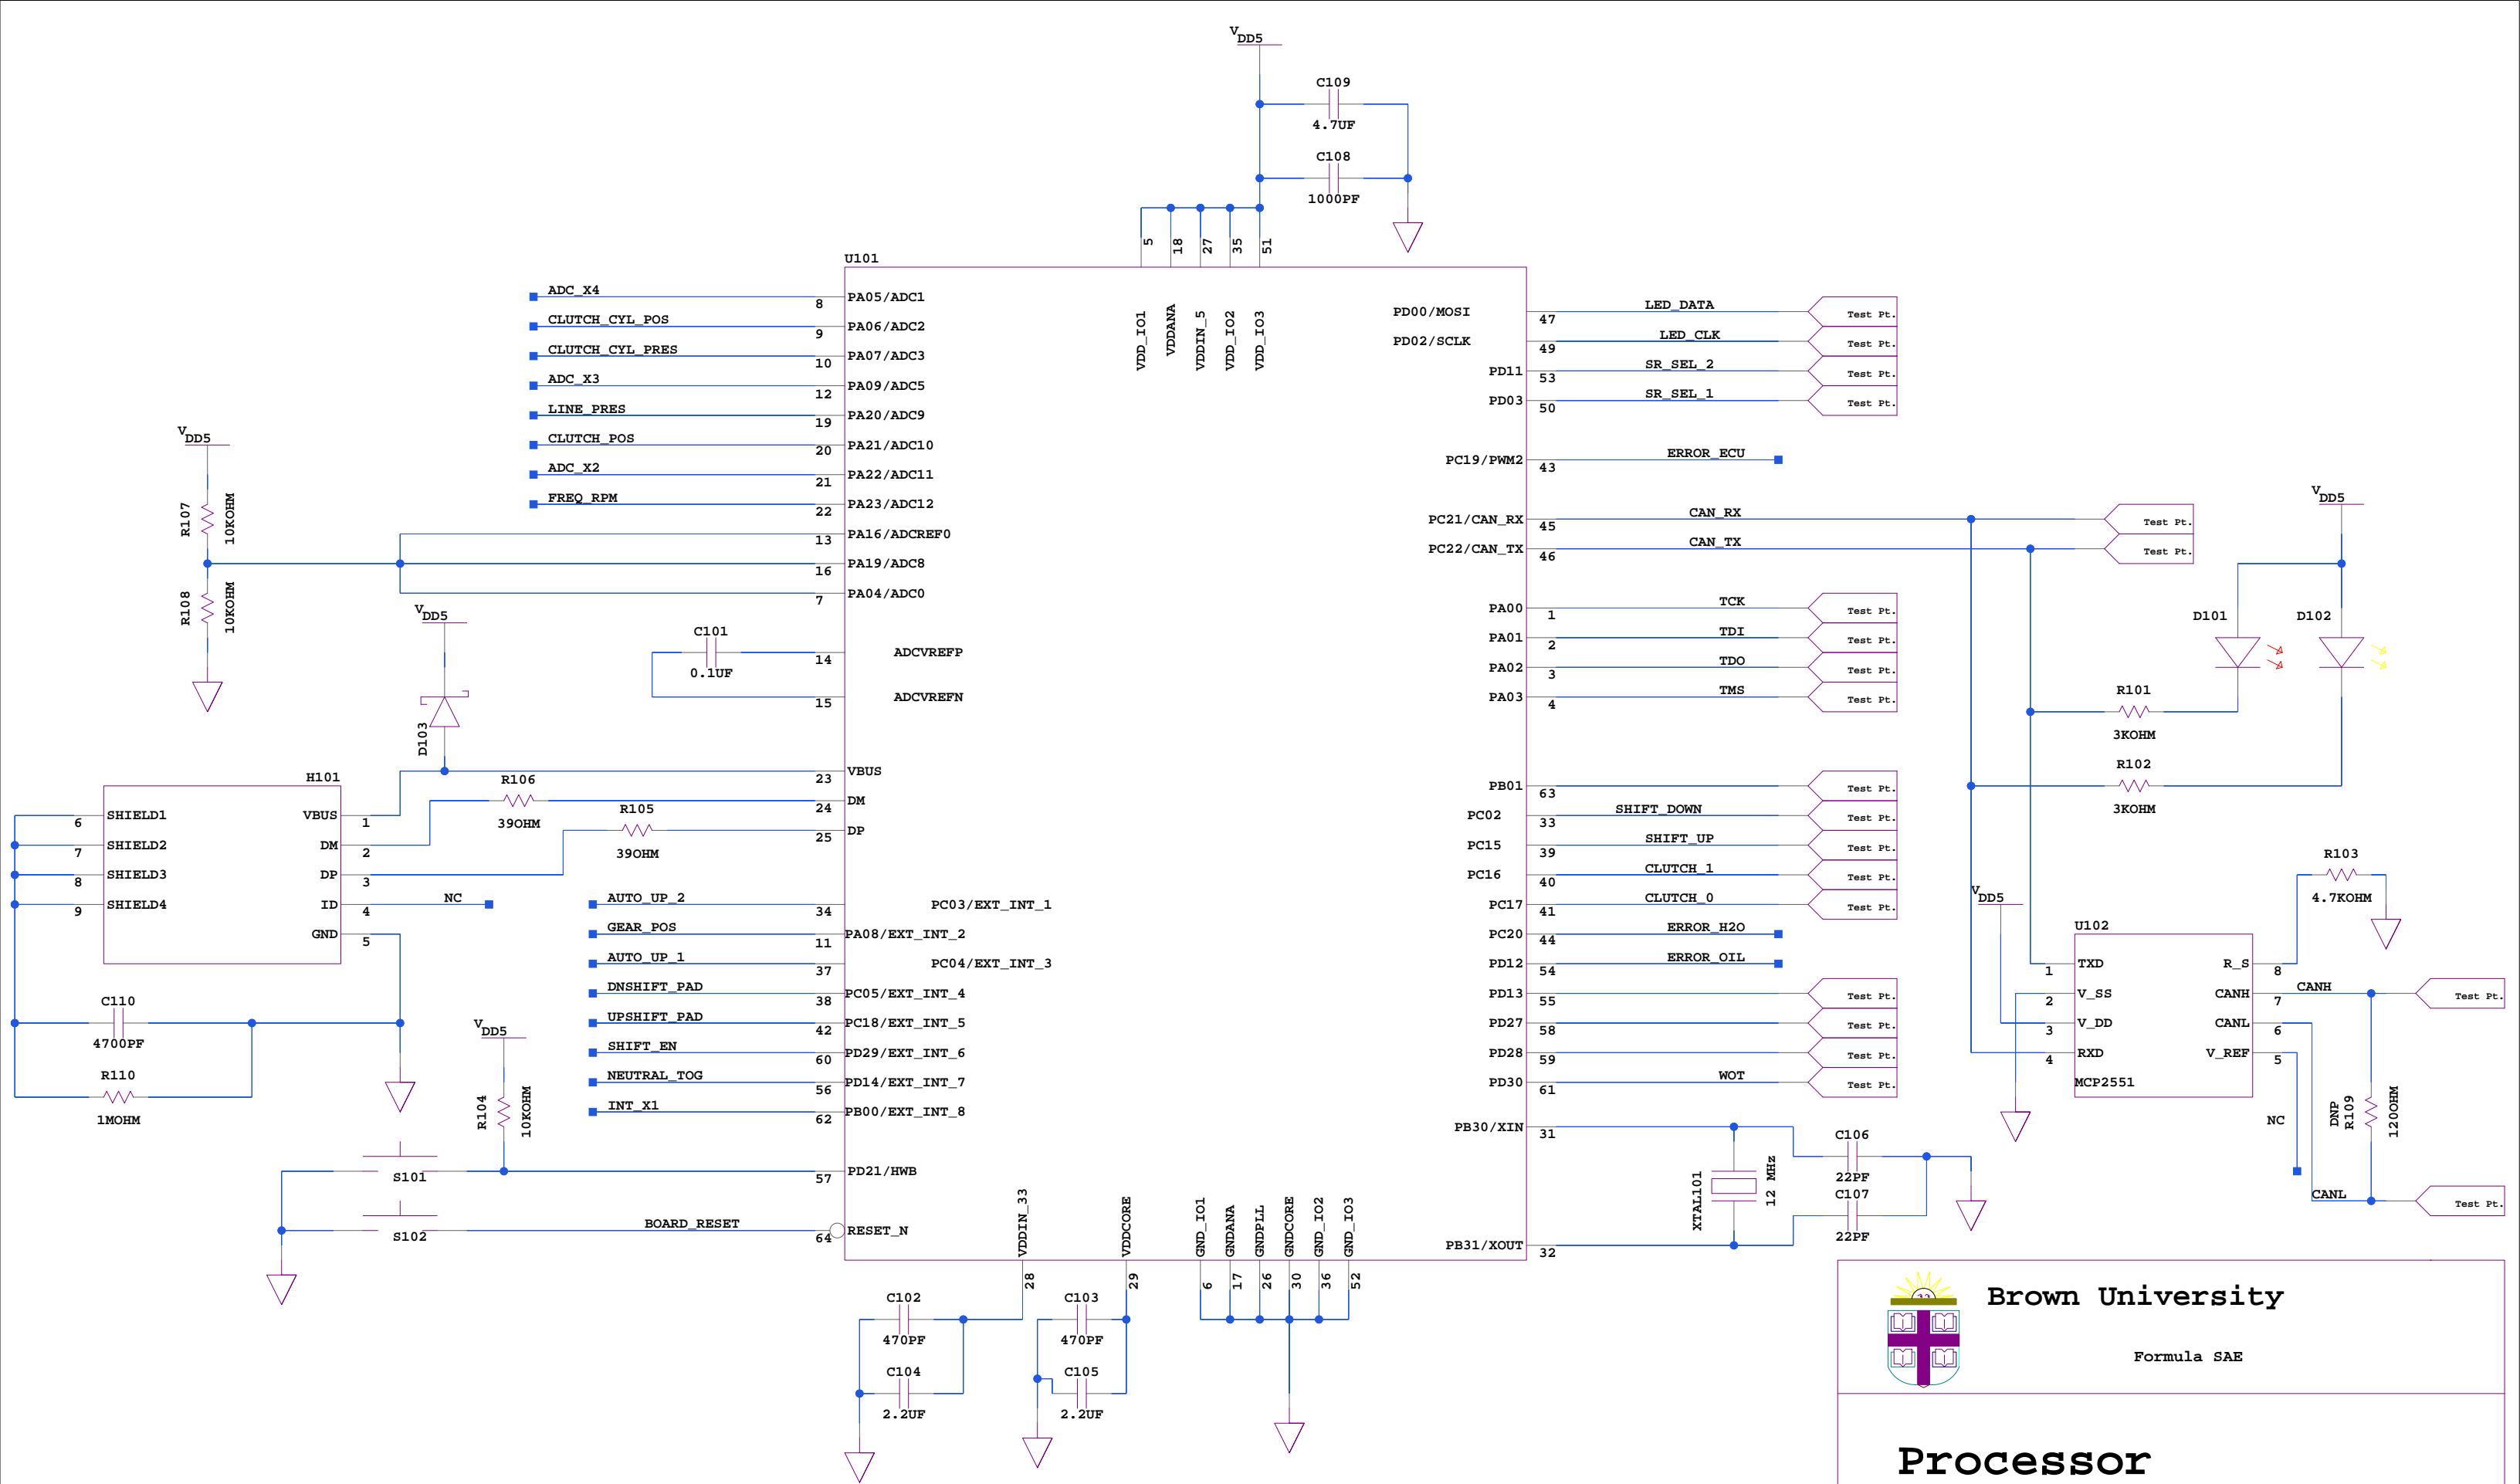 VDD5
C109
4.7UF
C108
1000PF
5
18
27
35
51
U101
VDD_IO1
VDDANA
VDDIN_5
VDD_IO2
VDD_IO3
ADC_X4
8
PA05/ADC1
CLUTCH_CYL_POS
9
PA06/ADC2
CLUTCH_CYL_PRES
10
PA07/ADC3
ADC_X3
12
PA09/ADC5
LINE_PRES
19
PA20/ADC9
CLUTCH_POS
20
PA21/ADC10
ADC_X2
21
PA22/ADC11
FREQ_RPM
22
PA23/ADC12
13
PA16/ADCREF0
16
PA19/ADC8
7
PA04/ADC0
VDD5
R107
10KOHM
R108
10KOHM
C101
0.1UF
14
ADCVREFP
15
ADCVREFN
VDD5
D103
23
VBUS
R106
39OHM
24
DM
R105
39OHM
25
DP
H101
6
SHIELD1
7
SHIELD2
8
SHIELD3
9
SHIELD4
VBUS
1
DM
2
DP
3
ID
4
NC
GND
5
C110
4700PF
R110
1MOHM
AUTO_UP_2
34
PC03/EXT_INT_1
GEAR_POS
11
PA08/EXT_INT_2
AUTO_UP_1
37
PC04/EXT_INT_3
DNSHIFT_PAD
38
PC05/EXT_INT_4
UPSHIFT_PAD
42
PC18/EXT_INT_5
SHIFT_EN
60
PD29/EXT_INT_6
NEUTRAL_TOG
56
PD14/EXT_INT_7
INT_X1
62
PB00/EXT_INT_8
VDD5
R104
10KOHM
S101
57
PD21/HWB
S102
BOARD_RESET
64
RESET_N
VDDIN_33
28
VDDCORE
29
GND_IO1
GNDANA
GNDPLL
GNDCORE
GND_IO2
GND_IO3
6
17
26
30
36
52
C102
470PF
C104
2.2UF
C103
470PF
C105
2.2UF
PD00/MOSI
47
LED_DATA
Test Pt.
PD02/SCLK
49
LED_CLK
Test Pt.
PD11
53
SR_SEL_2
Test Pt.
PD03
50
SR_SEL_1
Test Pt.
PC19/PWM2
43
ERROR_ECU
PC21/CAN_RX
45
CAN_RX
Test Pt.
PC22/CAN_TX
46
CAN_TX
Test Pt.
PA00
1
TCK
Test Pt.
PA01
2
TDI
Test Pt.
PA02
3
TDO
Test Pt.
PA03
4
TMS
Test Pt.
PB01
63
Test Pt.
PC02
33
SHIFT_DOWN
Test Pt.
PC15
39
SHIFT_UP
Test Pt.
PC16
40
CLUTCH_1
Test Pt.
PC17
41
CLUTCH_0
Test Pt.
PC20
44
ERROR_H2O
PD12
54
ERROR_OIL
PD13
55
Test Pt.
PD27
58
Test Pt.
PD28
59
Test Pt.
PD30
61
WOT
Test Pt.
PB30/XIN
31
PB31/XOUT
32
XTAL101
12 MHz
C106
22PF
C107
22PF
VDD5
D101
D102
R101
3KOHM
R102
3KOHM
R103
4.7KOHM
VDD5
U102
1
TXD
2
V_SS
3
V_DD
4
RXD
MCP2551
R_S
8
CANH
7
CANH
Test Pt.
CANL
6
V_REF
5
NC
DNP
R109
120OHM
CANL
Test Pt.
Brown University
Formula SAE
Processor